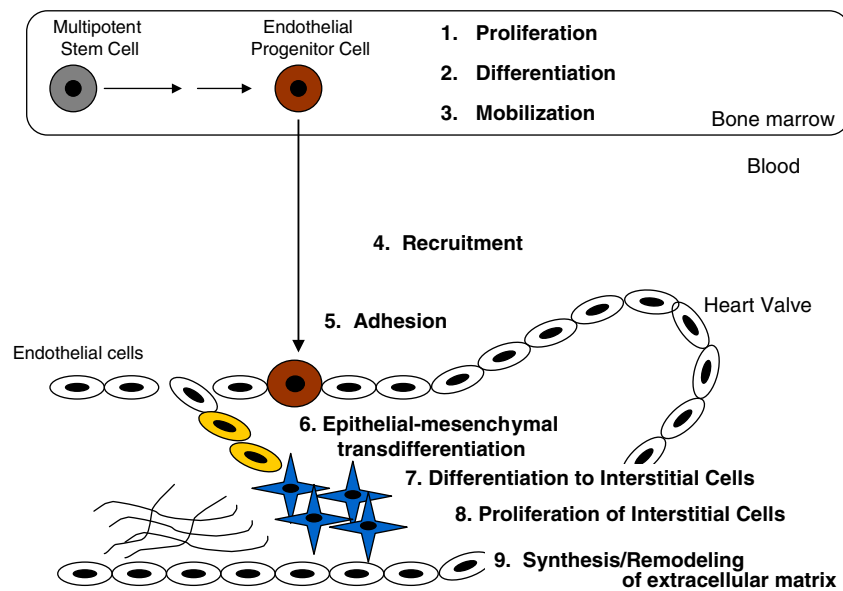 Multipotent
Stem Cell
Endothelial
Progenitor Cell
1. Proliferation
2. Differentiation
3. Mobilization
Bone marrow
Blood
4. Recruitment
5. Adhesion
Heart Valve
Endothelial cells
6. Epithelial-mesenchymal
transdifferentiation
7. Differentiation to Interstitial Cells
8. Proliferation of Interstitial Cells
9. Synthesis/Remodeling
of extracellular matrix